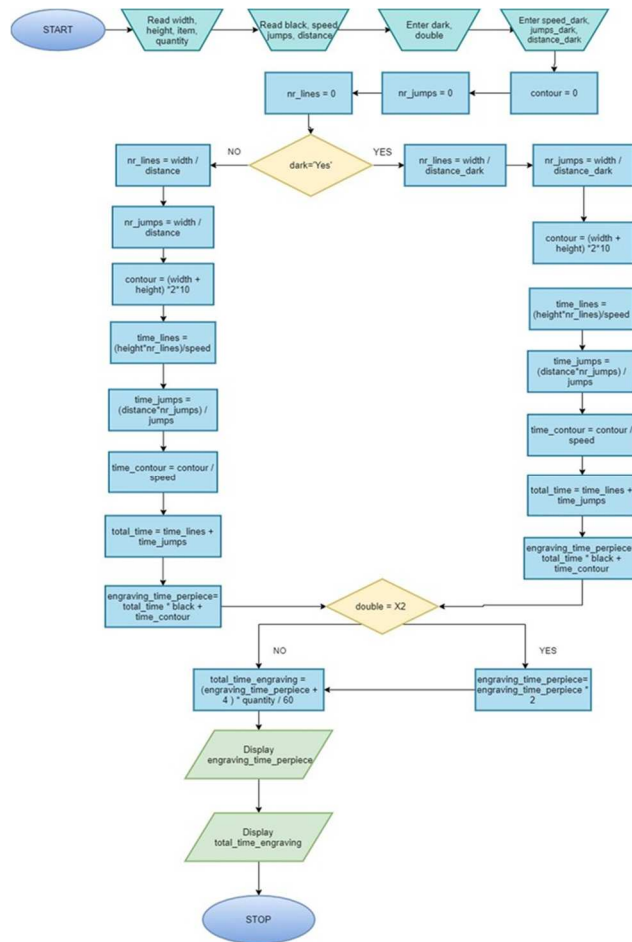 START
Read width,
height, item,
quantity
Read black, speed,
jumps, distance
Enter dark,
double
Enter speed_dark,
jumps_dark,
distance_dark
nr_lines = 0
nr_jumps = 0
contour = 0
NO
dark='Yes'
YES
nr_lines = width /
distance
nr_lines = width /
distance_dark
nr_jumps = width /
distance_dark
nr_jumps = width /
distance
contour = (width +
height) *2*10
contour = (width +
height) *2*10
time_lines =
(height*nr_lines)/speed
time_lines =
(height*nr_lines)/speed
time_jumps =
(distance*nr_jumps) /
jumps
time_jumps =
(distance*nr_jumps) /
jumps
time_contour = contour /
speed
time_contour = contour /
speed
total_time = time_lines +
time_jumps
total_time = time_lines +
time_jumps
engraving_time_perpiece=
total_time * black +
time_contour
engraving_time_perpiece
total_time * black +
time_contour
double = X2
NO
YES
total_time_engraving =
(engraving_time_perpiece +
4 ) * quantity / 60
engraving_time_perpiece=
engraving_time_perpiece *
2
Display
engraving_time_perpiece
Display
total_time_engraving
STOP